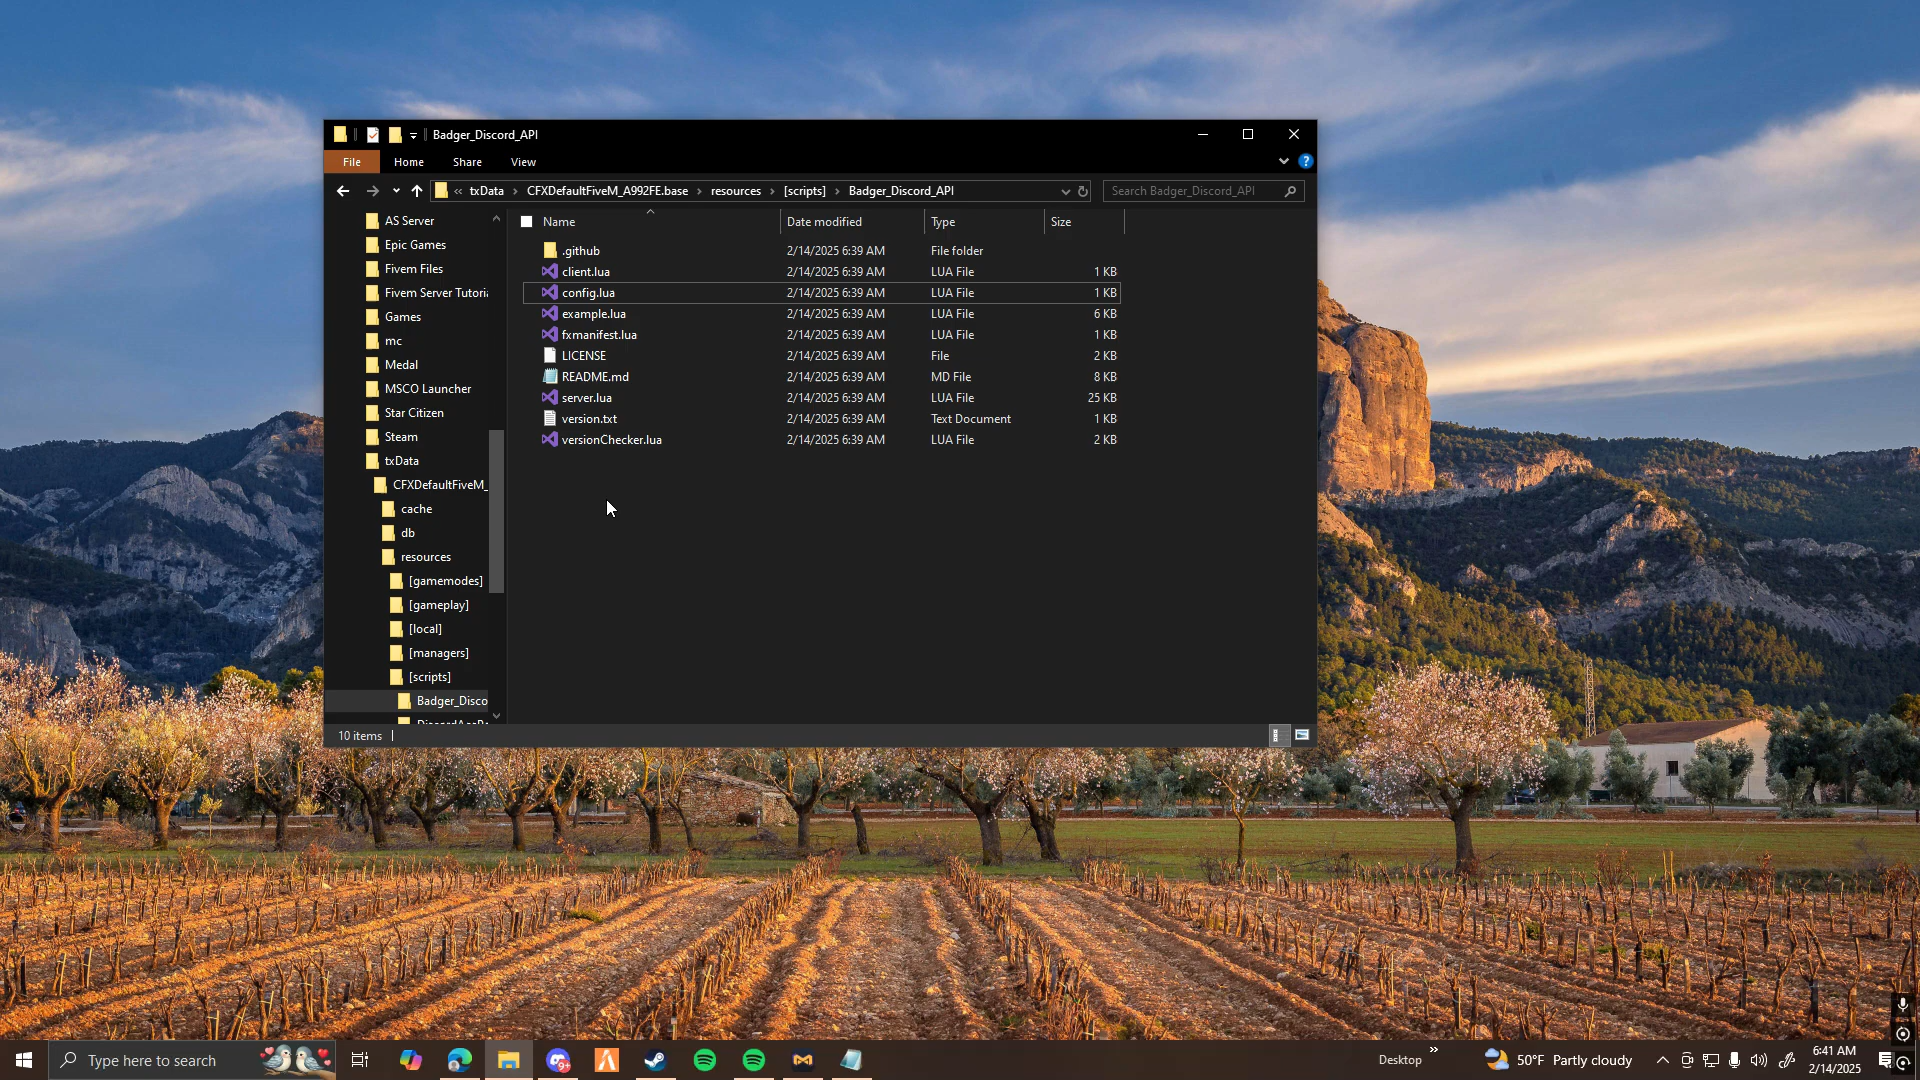 Badger_Discord_API
File
Home
Share
View
?
«
txData
CFXDefaultFiveM_A992FE.base
resources
[scripts]
Badger_Discord_API
Search Badger_Discord_API
AS Server
Epic Games
Fivem Files
Fivem Server Tutoria
Games
mc
Medal
MSCO Launcher
Star Citizen
Steam
txData
CFXDefaultFiveM_
cache
db
resources
[gamemodes]
[gameplay]
[local]
[managers]
[scripts]
Badger_Disco
Name Date modified Type Size
.github 2/14/2025 6:39 AM File folder
client.lua 2/14/2025 6:39 AM LUA File 1 KB
config.lua 2/14/2025 6:39 AM LUA File 1 KB
example.lua 2/14/2025 6:39 AM LUA File 6 KB
fxmanifest.lua 2/14/2025 6:39 AM LUA File 1 KB
LICENSE 2/14/2025 6:39 AM File 2 KB
README.md 2/14/2025 6:39 AM MD File 8 KB
server.lua 2/14/2025 6:39 AM LUA File 25 KB
version.txt 2/14/2025 6:39 AM Text Document 1 KB
versionChecker.lua 2/14/2025 6:39 AM LUA File 2 KB
10 items
Type here to search
9+
Desktop
50°F Partly cloudy
6:41 AM
2/14/2025